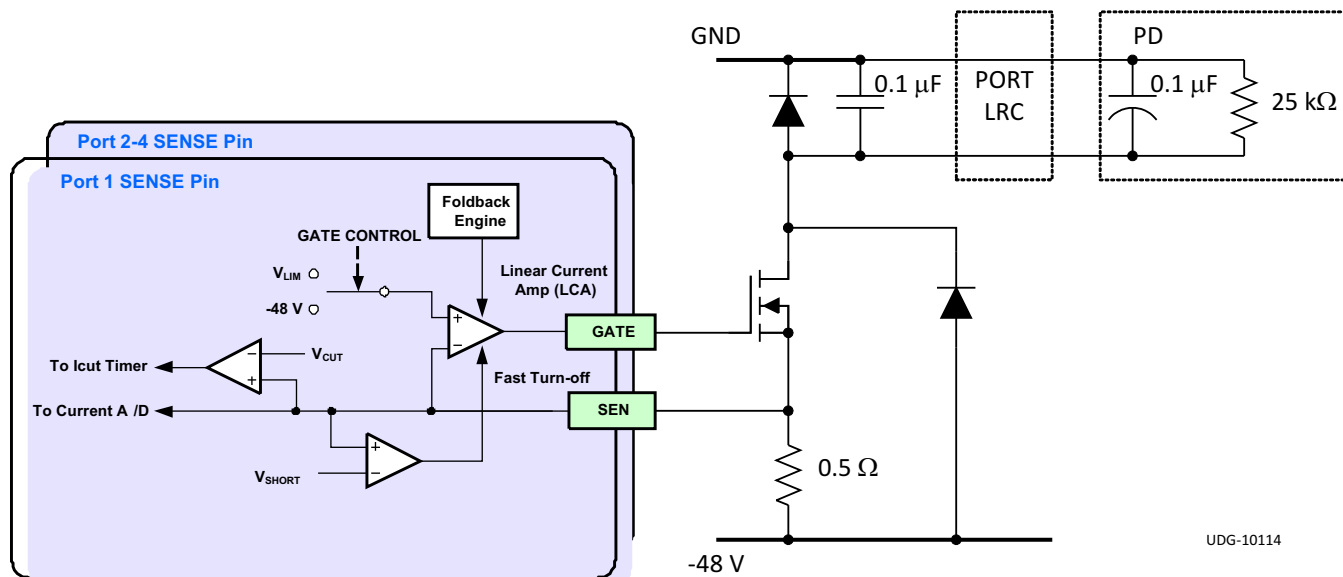 GND
PD
0.1 μF
PORT
LRC
0.1 μF
25 kΩ
Port 2-4 SENSE Pin
Port 1 SENSE Pin
Foldback
Engine
GATE CONTROL
VLIM
-48 V
Linear Current
Amp (LCA)
+
−
GATE
VCUT
−
+
To Icut Timer
Fast Turn-off
To Current A /D
SEN
+
−
VSHORT
0.5 Ω
-48 V
UDG-10114